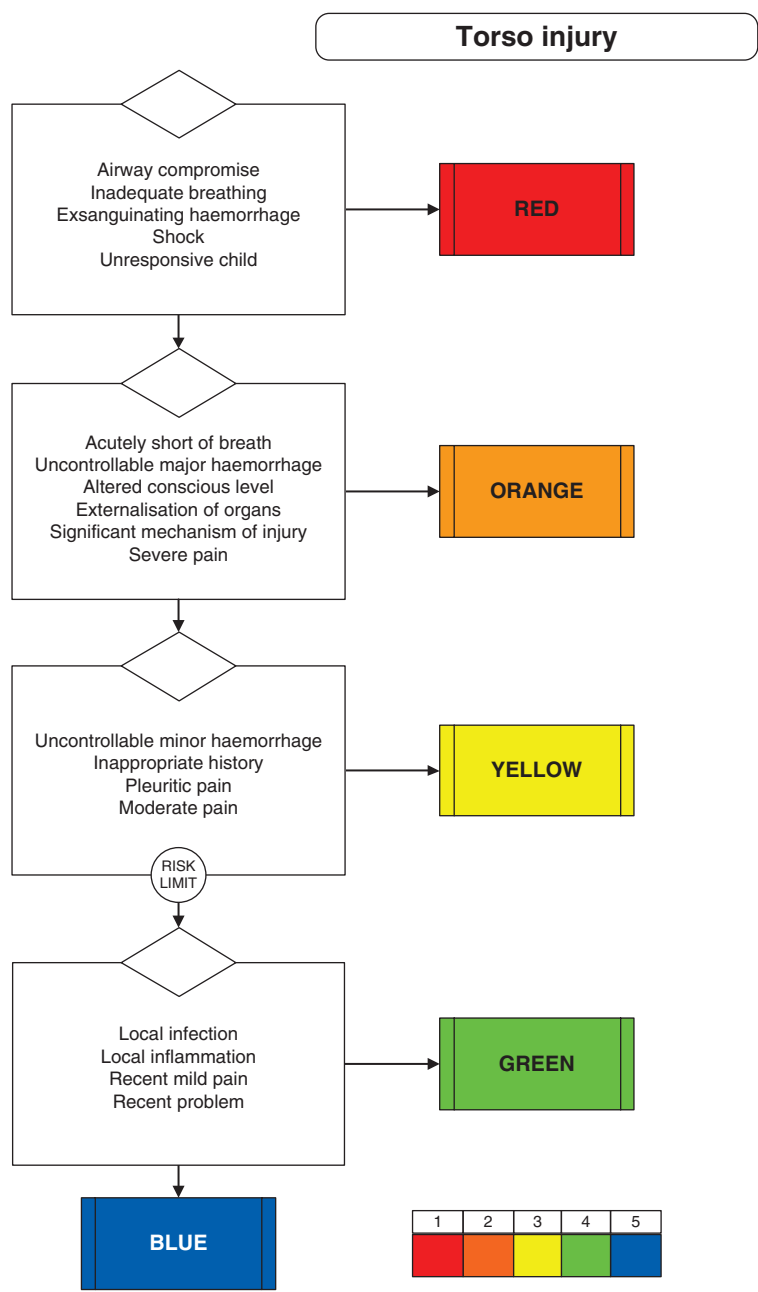 Torso injury
Airway compromise
Inadequate breathing
Exsanguinating haemorrhage
Shock
Unresponsive child
RED
Acutely short of breath
Uncontrollable major haemorrhage
Altered conscious level
Externalisation of organs
Significant mechanism of injury
Severe pain
ORANGE
Uncontrollable minor haemorrhage
Inappropriate history
Pleuritic pain
Moderate pain
YELLOW
RISK
LIMIT
Local infection
Local inflammation
Recent mild pain
Recent problem
GREEN
BLUE
1 2 3 4 5